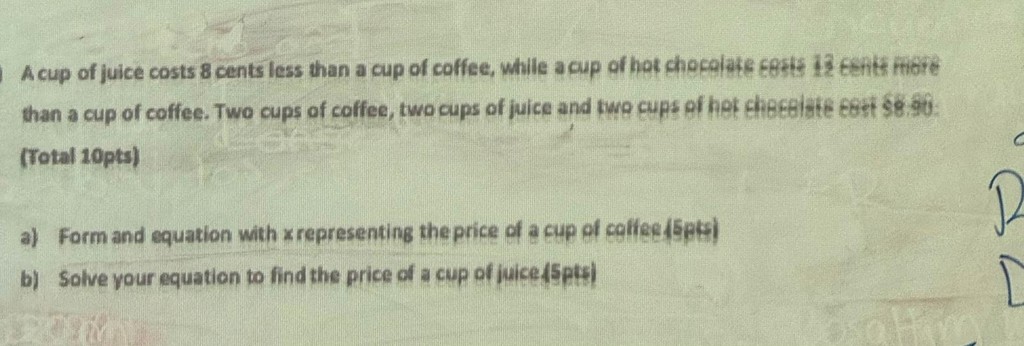 A cup of juice costs 8 cents less than a cup of coffee, while a cup of hot chocolate costs 12 cents more
than a cup of coffee. Two cups of coffee, two cups of juice and two cups of hot chocolate cost $8.90.
(Total 10pts)
a) Form and equation with x representing the price of a cup of coffee (5pts)
b) Solve your equation to find the price of a cup of juice (5pts)